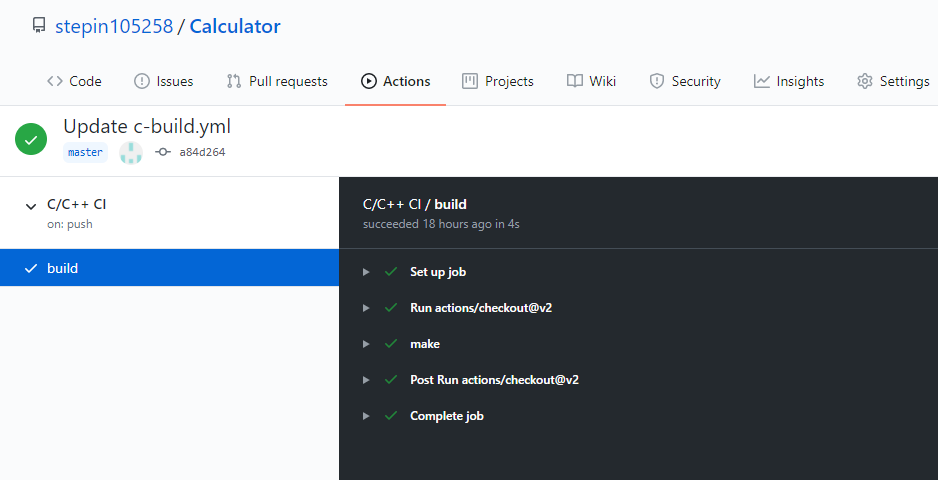 stepin105258 / Calculator
Code Issues Pull requests Actions Projects Wiki Security Insights Settings
Update c-build.yml
master a84d264
C/C++ CI
on: push
build
C/C++ CI / build
succeeded 18 hours ago in 4s
Set up job
Run actions/checkout@v2
make
Post Run actions/checkout@v2
Complete job